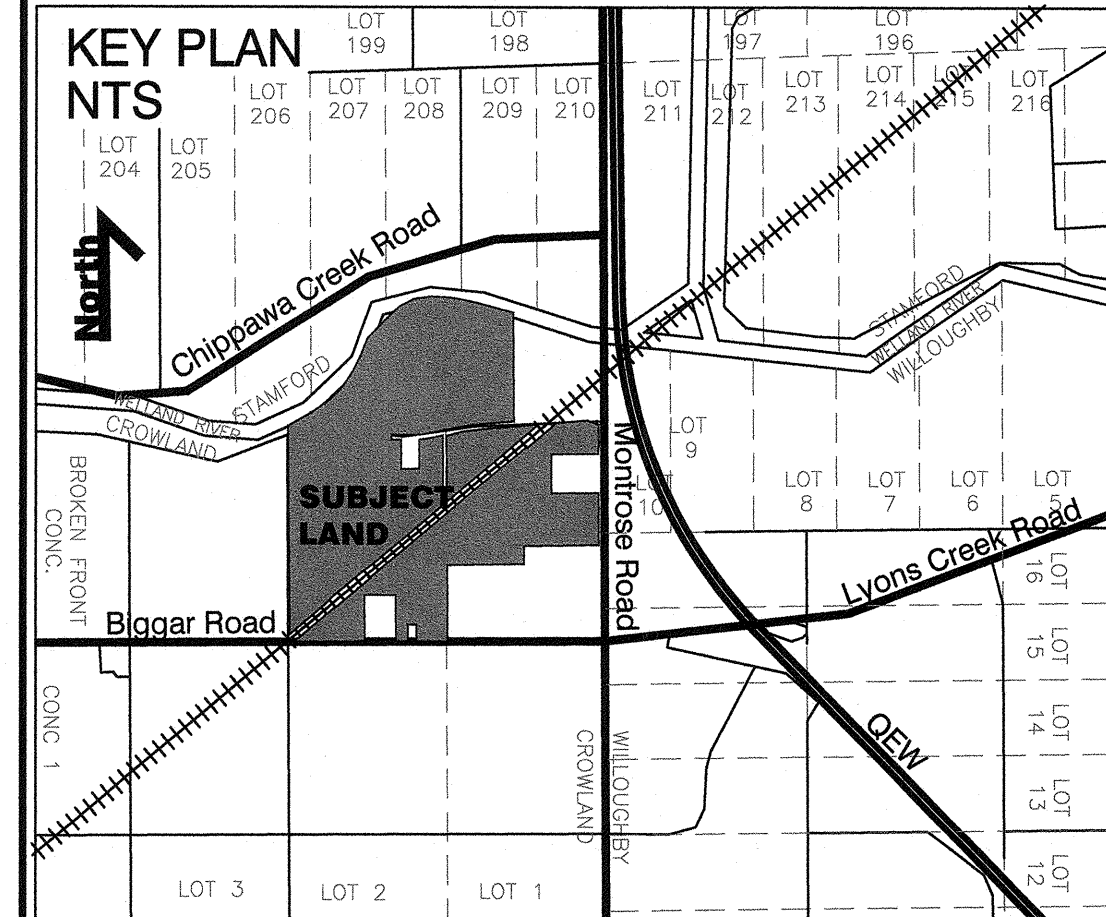 KEY PLAN
NTS
LOT
199
LOT
198
LOT
197
LOT
196
LOT
204
LOT
205
LOT
206
LOT
207
LOT
208
LOT
209
LOT
210
LOT
211
LOT
212
LOT
213
LOT
214
LOT
215
LOT
216
North
Chippawa Creek Road
STAMFORD
WELLAND RIVER
CROWLAND
STAMFORD
WELLAND RIVER
WILLOUGHBY
BROKEN FRONT
CONC.
SUBJECT
LAND
Montrose Road
LOT
9
LOT
10
LOT
8
LOT
7
LOT
6
LOT
5
Lyons Creek Road
Biggar Road
LOT
16
LOT
15
LOT
14
LOT
13
LOT
12
QEW
CONC 1
CROWLAND
WILLOUGHBY
LOT 3
LOT 2
LOT 1